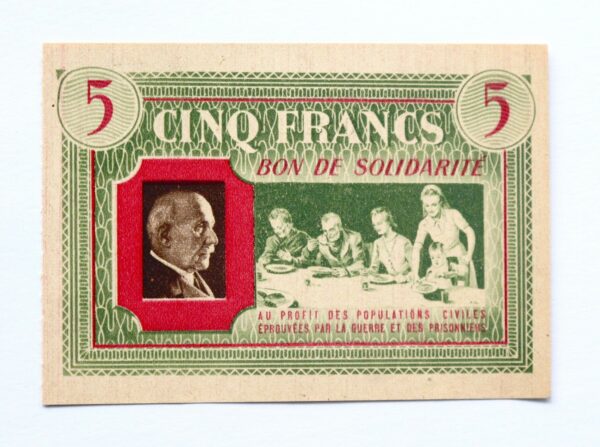 5 5
CINQ FRANCS
BON DE SOLIDARITÉ
AU PROFIT DES POPULATIONS CIVILES
ÉPROUVÉES PAR LA GUERRE ET DES PRISONNIERS